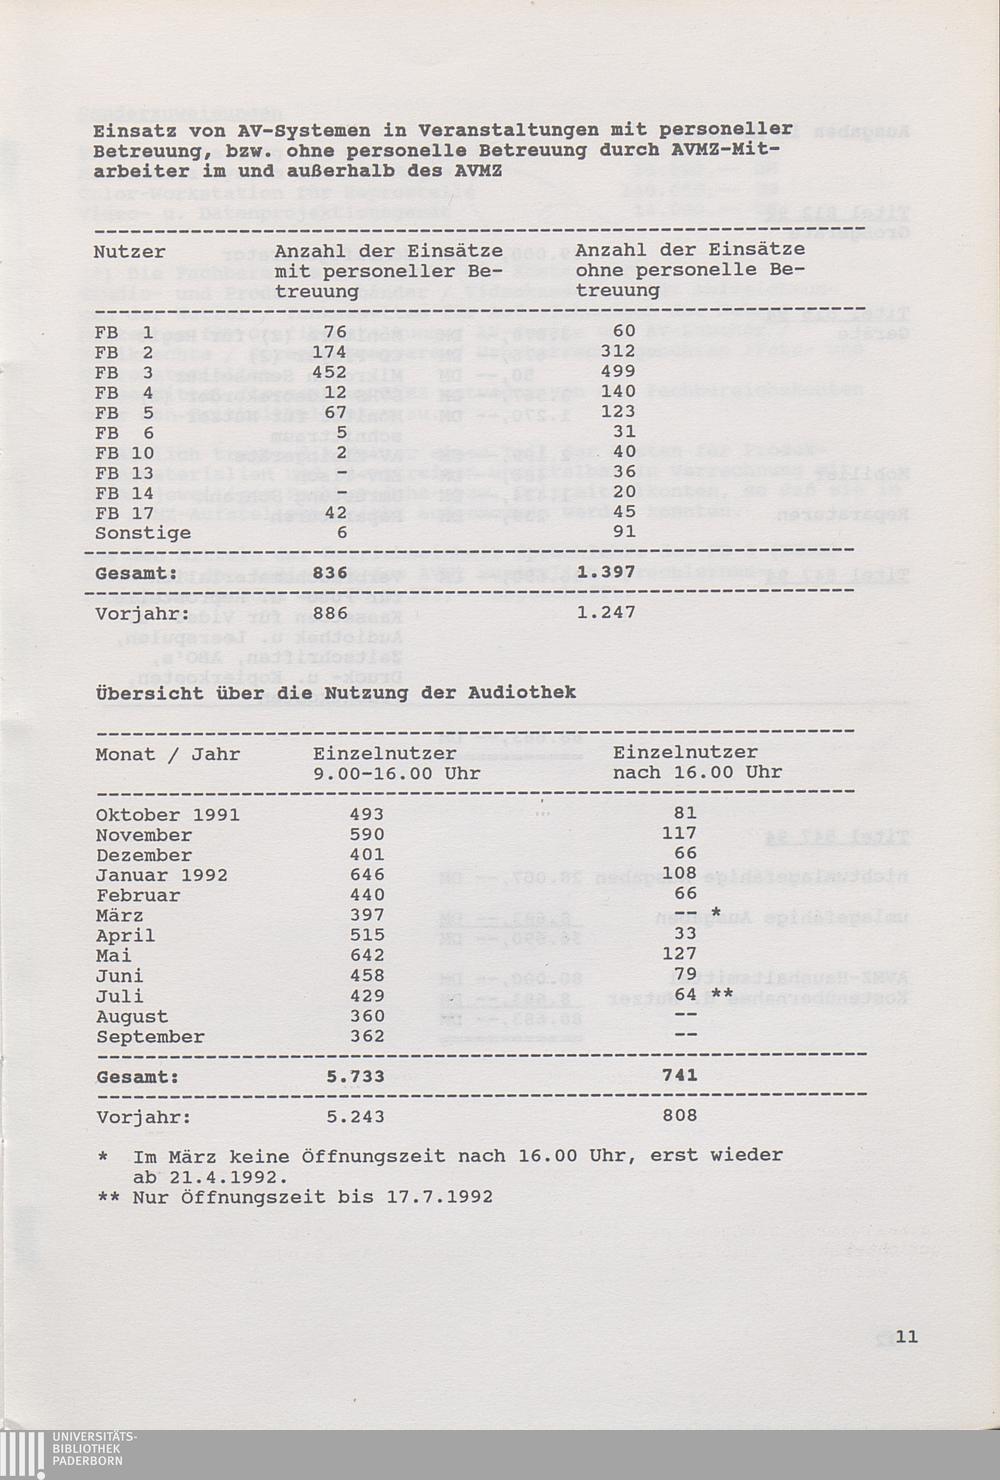 Einsatz von AV-Systemen in Veranstaltungen mit personeller
Betreuung, bzw. ohne personelle Betreuung durch AVMZ-Mit-
arbeiter im und außerhalb des AVMZ
Nutzer Anzahl der Einsätze Anzahl der Einsätze
mit personeller Be- ohne personelle Be-
treuung treuung
FB 1 76 60
FB 2 174 312
FB 3 452 499
FB 4 12 140
FB 5 67 123
FB 6 5 31
FB 10 2 40
FB 13 - 36
FB 14 - 20
FB 17 42 45
Sonstige 6 91
Gesamt: 836 1.397
Vorjahr: 886 1.247
Übersicht über die Nutzung der Audiothek
Monat / Jahr Einzelnutzer Einzelnutzer
9.00-16.00 Uhr nach 16.00 Uhr
Oktober 1991 493 81
November 590 117
Dezember 401 66
Januar 1992 646 108
Februar 440 66
März 397 -- *
April 515 33
Mai 642 127
Juni 458 79
Juli 429 64 **
August 360 --
September 362 --
Gesamt: 5.733 741
Vorjahr: 5.243 808
* Im März keine Öffnungszeit nach 16.00 Uhr, erst wieder
ab 21.4.1992.
** Nur Öffnungszeit bis 17.7.1992
11
UNIVERSITÄTS-
BIBLIOTHEK
PADERBORN